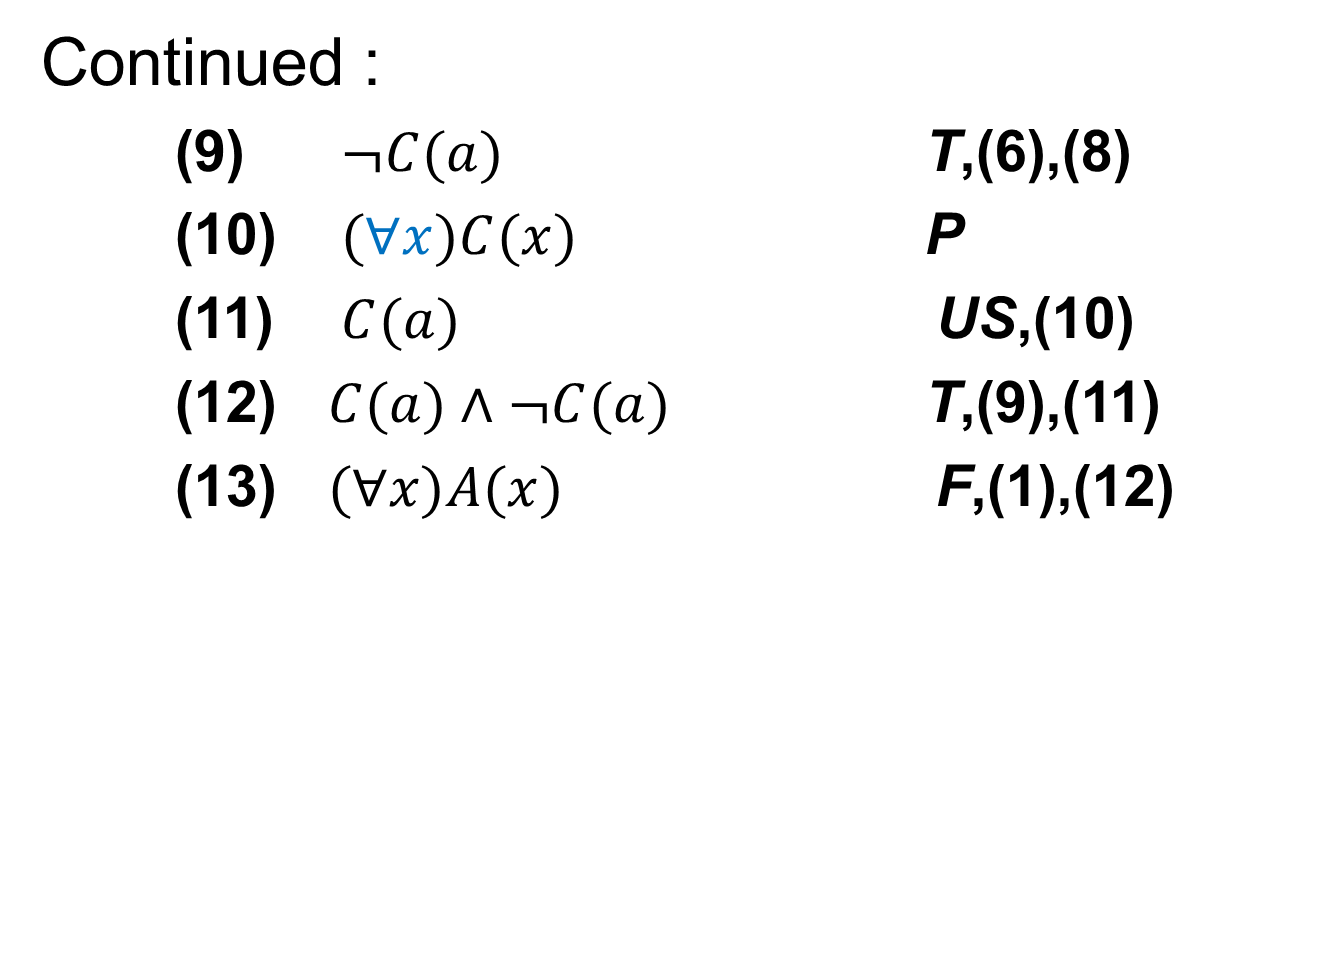 Continued :
(9) ¬C(a) T,(6),(8)
(10) (∀x)C(x) P
(11) C(a) US,(10)
(12) C(a) ∧ ¬C(a) T,(9),(11)
(13) (∀x)A(x) F,(1),(12)